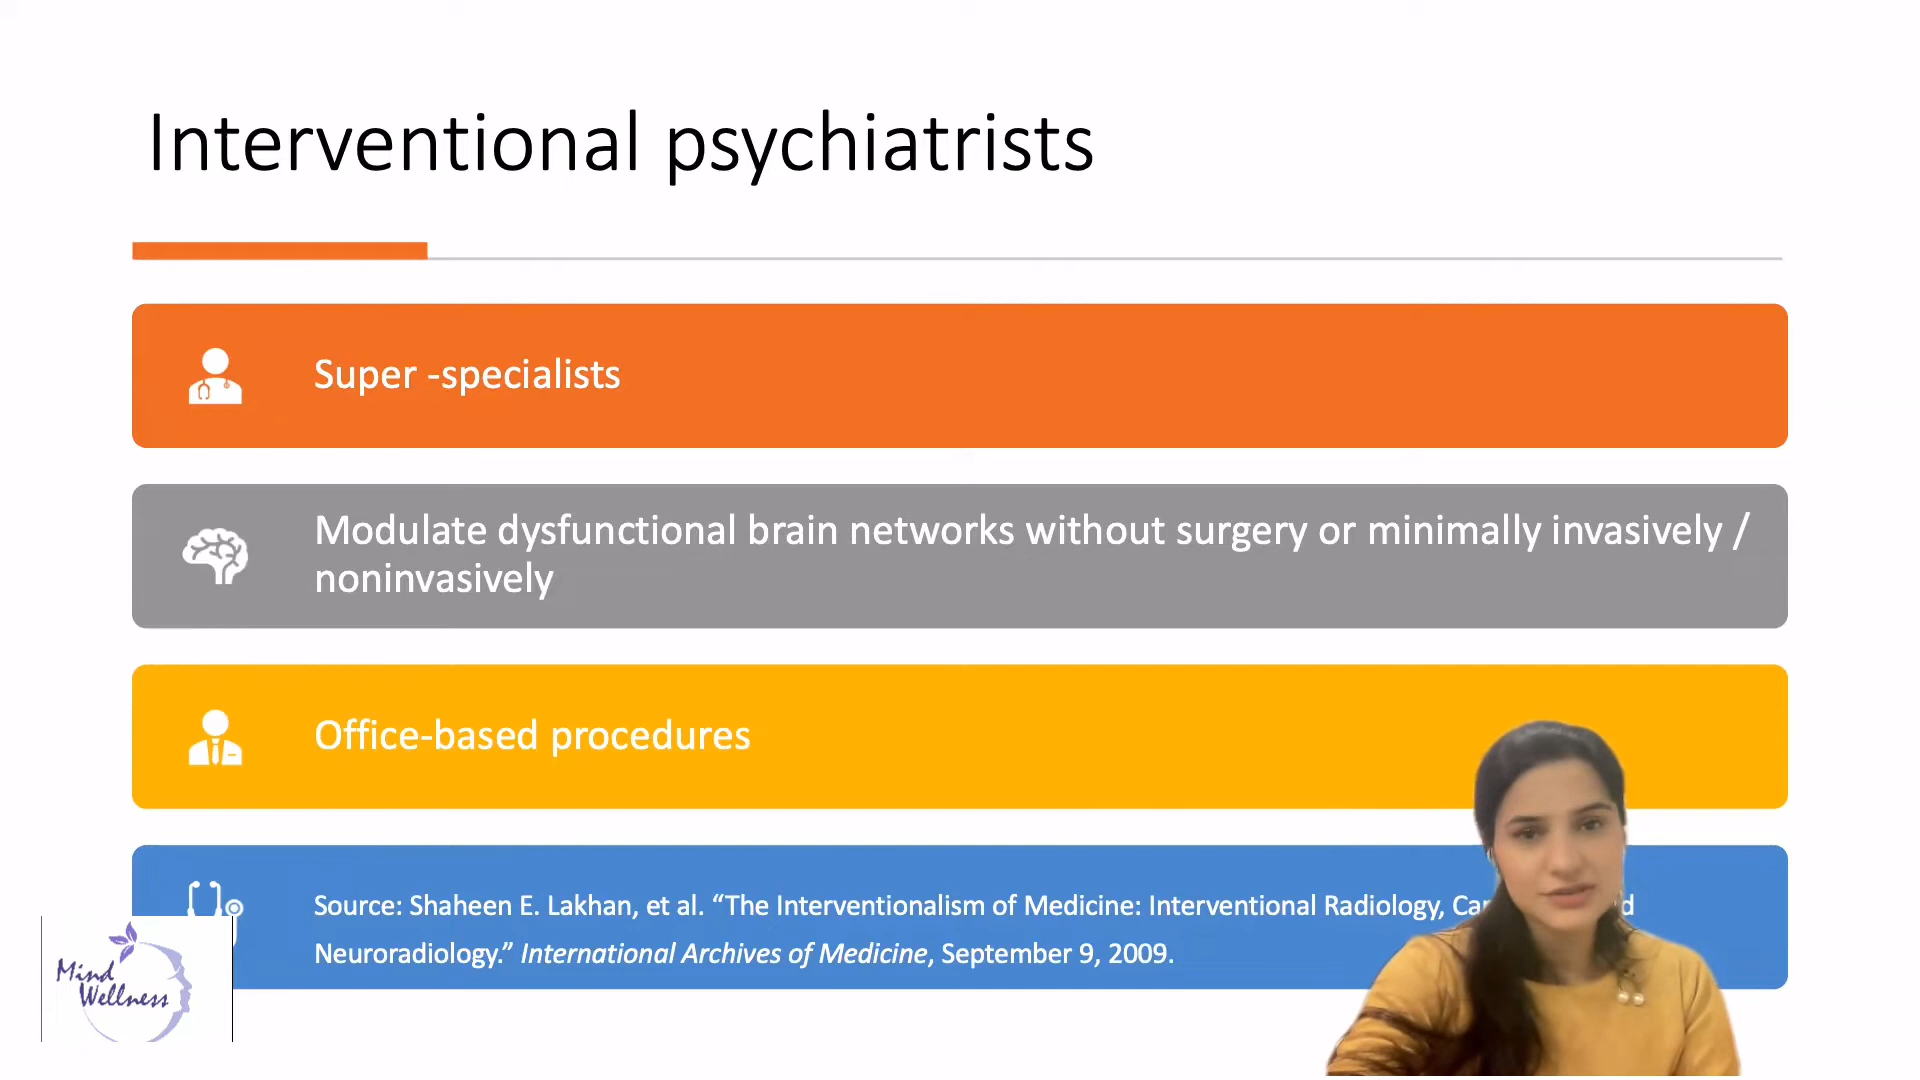 Interventional psychiatrists
Super -specialists
Modulate dysfunctional brain networks without surgery or minimally invasively /
noninvasively
Office-based procedures
Source: Shaheen E. Lakhan, et al. “The Interventionalism of Medicine: Interventional Radiology,
Neuroradiology.” International Archives of Medicine, September 9, 2009.
Mind
Wellness